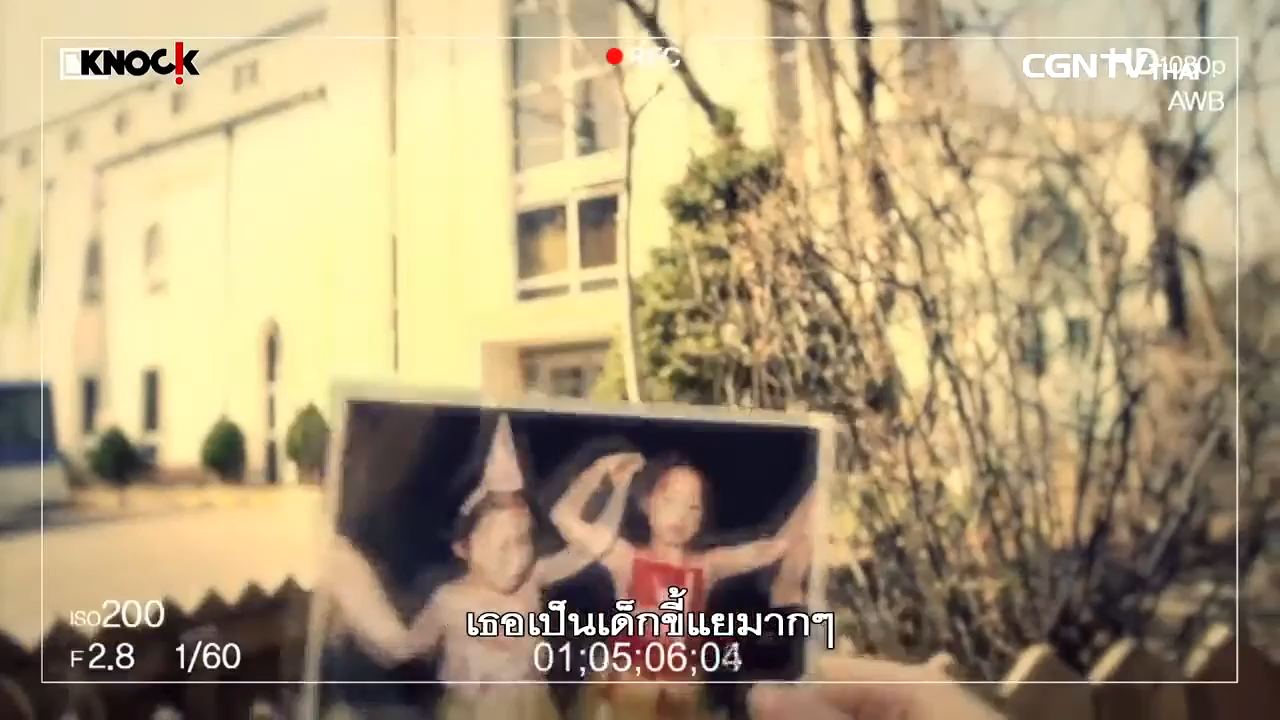 KNOCK!
REC
CGNTV HD
THAI
1080p
AWB
ISO200
F2.8 1/60
เธอเป็นเด็กขี้แยมากๆ
01;05;06;04